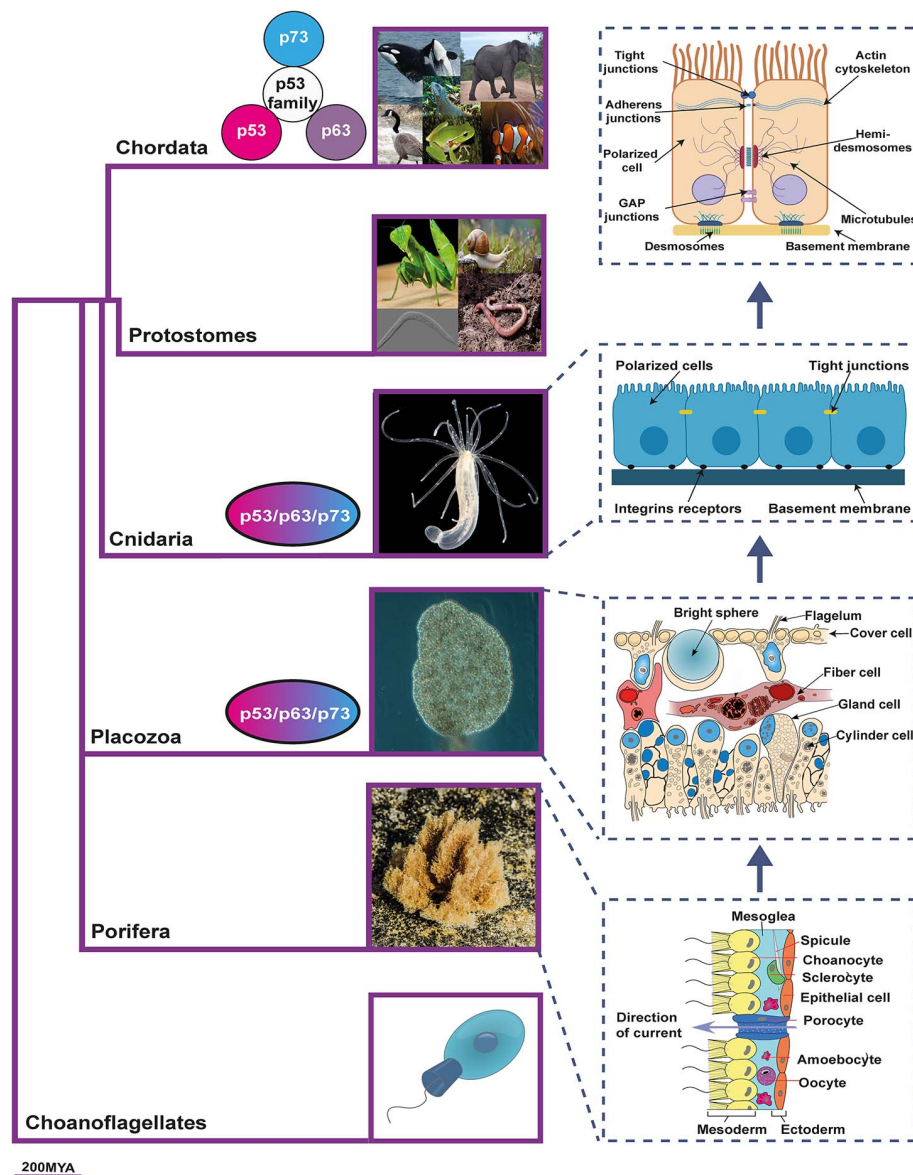 p73
p53
family
p53
p63
Chordata
Protostomes
p53/p63/p73
Cnidaria
p53/p63/p73
Placozoa
Porifera
Choanoflagellates
200MYA
Tight
junctions
Actin
cytoskeleton
Adherens
junctions
Polarized
cell
Hemi-
desmosomes
GAP
junctions
Microtubules
Desmosomes
Basement membrane
Polarized cells
Tight junctions
Integrins receptors
Basement membrane
Bright sphere
Flagelum
Cover cell
Fiber cell
Gland cell
Cylinder cell
Mesoglea
Spicule
Choanocyte
Sclerocyte
Epithelial cell
Direction
of current
Porocyte
Amoebocyte
Oocyte
Mesoderm
Ectoderm